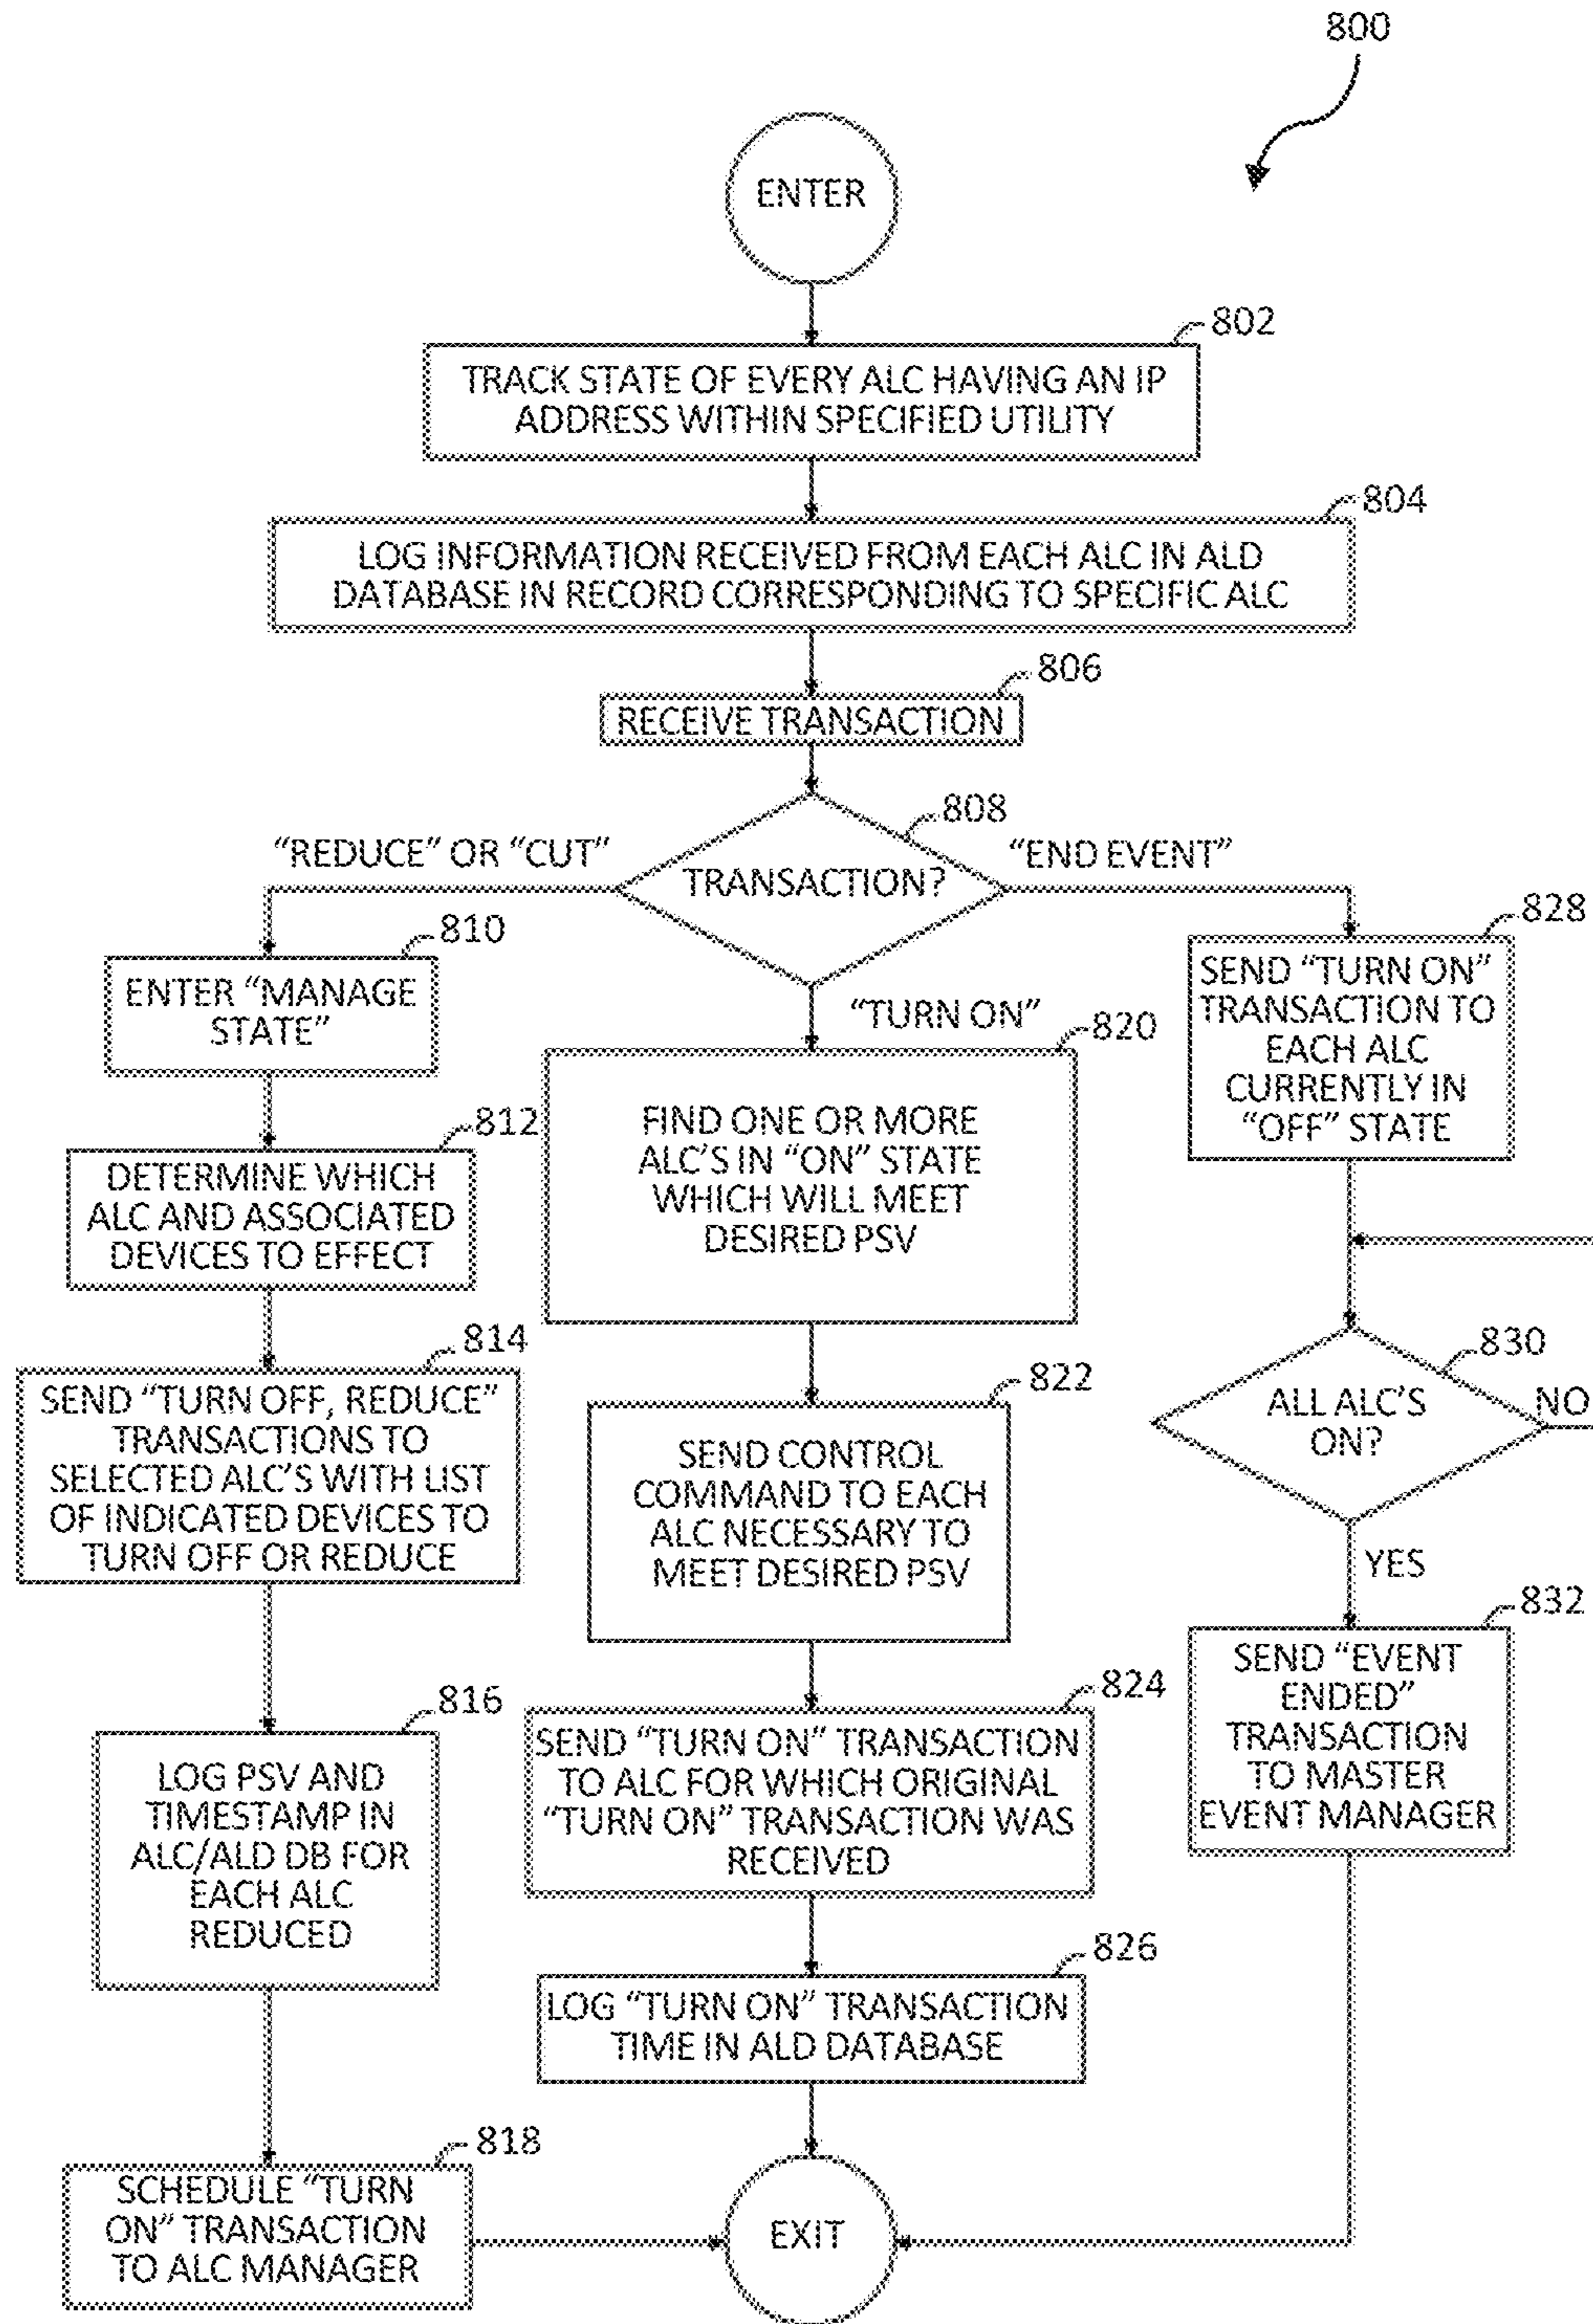 800
ENTER
802
TRACK STATE OF EVERY ALC HAVING AN IP
ADDRESS WITHIN SPECIFIED UTILITY
804
LOG INFORMATION RECEIVED FROM EACH ALC IN ALD
DATABASE IN RECORD CORRESPONDING TO SPECIFIC ALC
806
RECEIVE TRANSACTION
808
TRANSACTION?
“REDUCE” OR “CUT”
810
ENTER “MANAGE
STATE”
812
DETERMINE WHICH
ALC AND ASSOCIATED
DEVICES TO EFFECT
814
SEND “TURN OFF, REDUCE”
TRANSACTIONS TO
SELECTED ALC'S WITH LIST
OF INDICATED DEVICES TO
TURN OFF OR REDUCE
816
LOG PSV AND
TIMESTAMP IN
ALC/ALD DB FOR
EACH ALC
REDUCED
818
SCHEDULE “TURN
ON” TRANSACTION
TO ALC MANAGER
“TURN ON”
820
FIND ONE OR MORE
ALC'S IN “ON” STATE
WHICH WILL MEET
DESIRED PSV
822
SEND CONTROL
COMMAND TO EACH
ALC NECESSARY TO
MEET DESIRED PSV
824
SEND “TURN ON” TRANSACTION
TO ALC FOR WHICH ORIGINAL
“TURN ON” TRANSACTION WAS
RECEIVED
826
LOG “TURN ON” TRANSACTION
TIME IN ALD DATABASE
“END EVENT”
828
SEND “TURN ON”
TRANSACTION TO
EACH ALC
CURRENTLY IN
“OFF” STATE
830
ALL ALC'S
ON?
NO
YES
832
SEND “EVENT
ENDED”
TRANSACTION
TO MASTER
EVENT MANAGER
EXIT